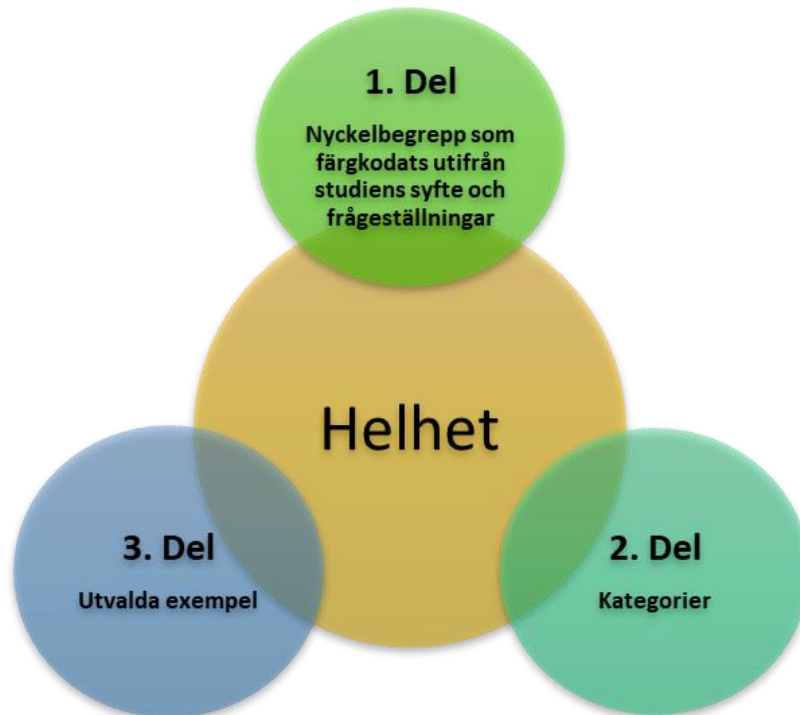 1. Del
Nyckelbegrepp som
färgkodats utifrån
studiens syfte och
frågeställningar
Helhet
3. Del
Utvalda exempel
2. Del
Kategorier